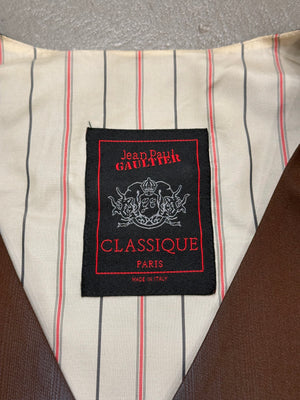 Jean Paul
GAULTIER
CLASSIQUE
PARIS
MADE IN ITALY